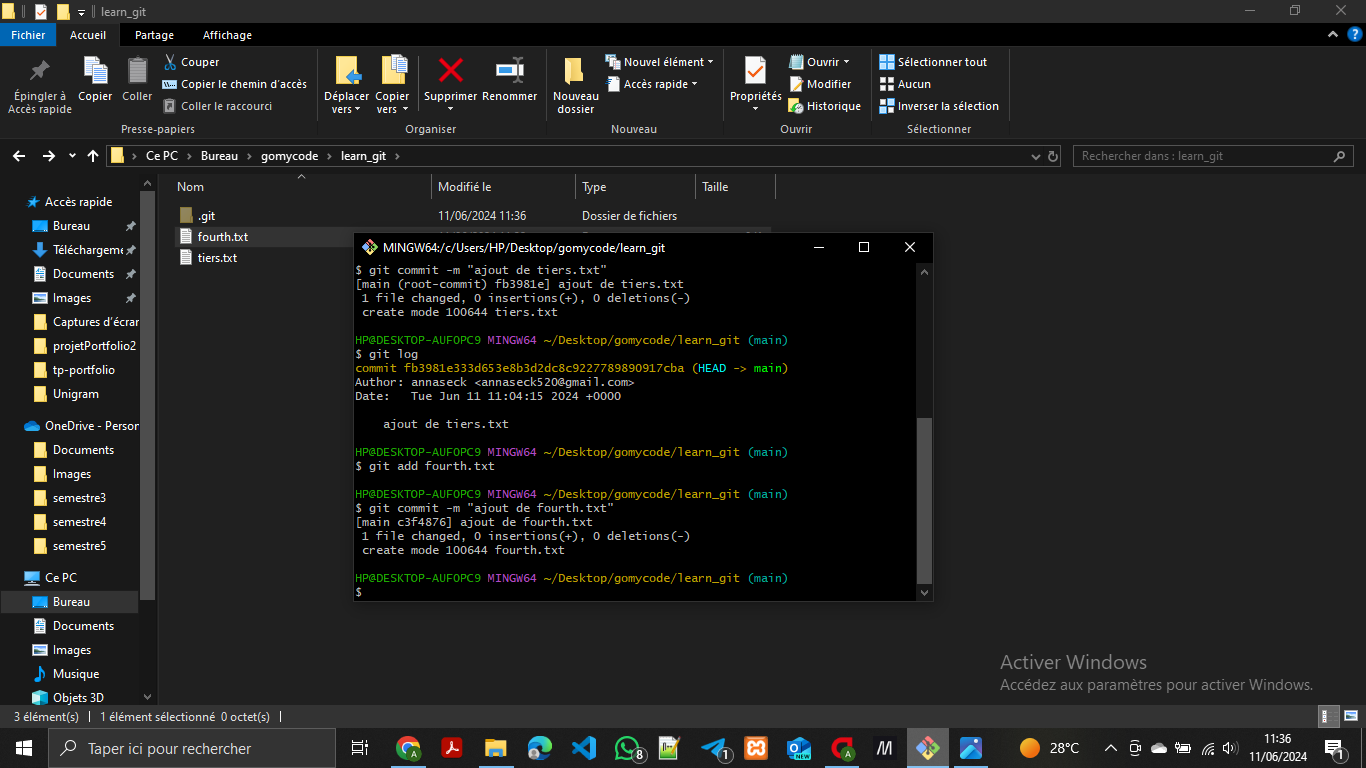 learn_git
Fichier Accueil Partage Affichage
Épingler à Accès rapide
Copier
Coller
Couper
Copier le chemin d'accès
Coller le raccourci
Presse-papiers
Déplacer vers
Copier vers
Supprimer
Renommer
Organiser
Nouveau dossier
Nouvel élément
Accès rapide
Nouveau
Propriétés
Ouvrir
Modifier
Historique
Ouvrir
Sélectionner tout
Aucun
Inverser la sélection
Sélectionner
Ce PC > Bureau > gomycode > learn_git >
Rechercher dans : learn_git
Accès rapide
Bureau
Téléchargeme
Documents
Images
Captures d'écrar
projetPortfolio2
tp-portfolio
Unigram
OneDrive - Person
Documents
Images
semestre3
semestre4
semestre5
Ce PC
Bureau
Documents
Images
Musique
Objets 3D
Nom Modifié le Type Taille
.git 11/06/2024 11:36 Dossier de fichiers
fourth.txt
tiers.txt
MINGW64:/c/Users/HP/Desktop/gomycode/learn_git
$ git commit -m "ajout de tiers.txt"
[main (root-commit) fb3981e] ajout de tiers.txt
1 file changed, 0 insertions(+), 0 deletions(-)
create mode 100644 tiers.txt
HP@DESKTOP-AUFOPC9 MINGW64 ~/Desktop/gomycode/learn_git (main)
$ git log
commit fb3981e333d653e8b3d2dc8c9227789890917cba (HEAD -> main)
Author: annaseck <annaseck520@gmail.com>
Date: Tue Jun 11 11:04:15 2024 +0000
ajout de tiers.txt
HP@DESKTOP-AUFOPC9 MINGW64 ~/Desktop/gomycode/learn_git (main)
$ git add fourth.txt
HP@DESKTOP-AUFOPC9 MINGW64 ~/Desktop/gomycode/learn_git (main)
$ git commit -m "ajout de fourth.txt"
[main c3f4876] ajout de fourth.txt
1 file changed, 0 insertions(+), 0 deletions(-)
create mode 100644 fourth.txt
HP@DESKTOP-AUFOPC9 MINGW64 ~/Desktop/gomycode/learn_git (main)
$
Activer Windows
Accédez aux paramètres pour activer Windows.
3 élément(s) 1 élément sélectionné 0 octet(s)
Taper ici pour rechercher
8
1
NEW
28°C
11:36
11/06/2024
1